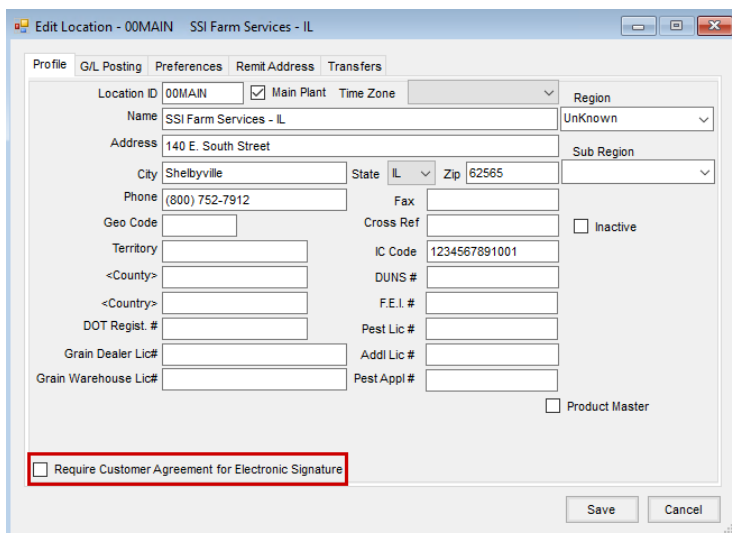 Edit Location - 00MAIN SSI Farm Services - IL
Profile G/L Posting Preferences Remit Address Transfers
Location ID 00MAIN Main Plant Time Zone Region
Name SSI Farm Services - IL UnKnown
Address 140 E. South Street Sub Region
City Shelbyville State IL Zip 62565
Phone (800) 752-7912 Fax
Geo Code Cross Ref Inactive
Territory IC Code 1234567891001
<County> DUNS #
<Country> F.E.I. #
DOT Regist. # Pest Lic #
Grain Dealer Lic# Addl Lic #
Grain Warehouse Lic# Pest Appl #
Product Master
Require Customer Agreement for Electronic Signature
Save Cancel